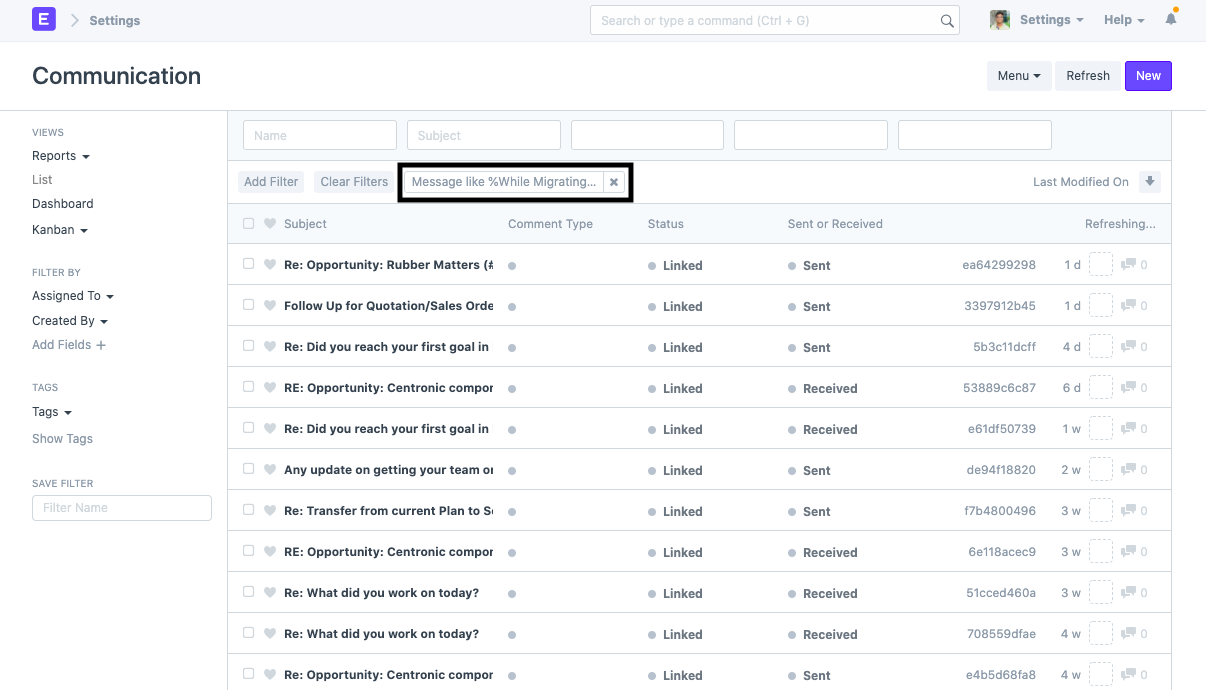 E Settings Search or type a command (Ctrl + G) Settings Help
Communication Menu Refresh New
VIEWS
Reports
List
Dashboard
Kanban
FILTER BY
Assigned To
Created By
Add Fields +
TAGS
Tags
Show Tags
SAVE FILTER
Filter Name
Name Subject
Add Filter Clear Filters Message like %While Migrating... × Last Modified On
Subject Comment Type Status Sent or Received Refreshing...
Re: Opportunity: Rubber Matters (# Linked Sent ea64299298 1 d 0
Follow Up for Quotation/Sales Orde Linked Sent 3397912b45 1 d 0
Re: Did you reach your first goal in Linked Sent 5b3c11dcff 4 d 0
RE: Opportunity: Centronic compor Linked Received 53889c6c87 6 d 0
Re: Did you reach your first goal in Linked Received e61df50739 1 w 0
Any update on getting your team or Linked Sent de94f18820 2 w 0
Re: Transfer from current Plan to Se Linked Sent f7b4800496 3 w 0
RE: Opportunity: Centronic compor Linked Received 6e118acec9 3 w 0
Re: What did you work on today? Linked Received 51cced460a 3 w 0
Re: What did you work on today? Linked Received 708559dfae 4 w 0
Re: Opportunity: Centronic compor Linked Sent e4b5d68fa8 4 w 0